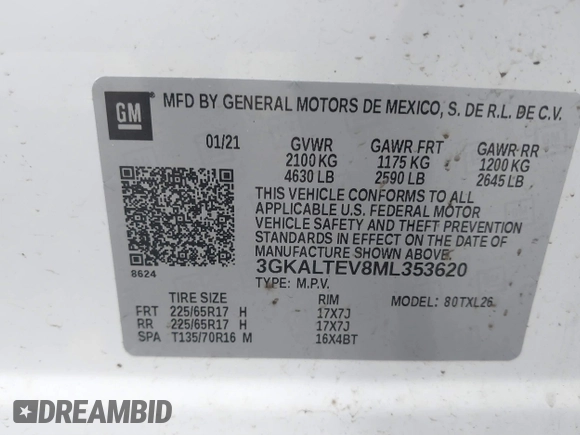 GM
MFD BY GENERAL MOTORS DE MEXICO, S. DE R.L. DE C.V.
01/21 GVWR GAWR FRT GAWR RR
2100 KG 1175 KG 1200 KG
4630 LB 2590 LB 2645 LB
THIS VEHICLE CONFORMS TO ALL
APPLICABLE U.S. FEDERAL MOTOR
VEHICLE SAFETY AND THEFT PREVENTION
STANDARDS IN EFFECT ON THE DATE OF
MANUFACTURE SHOWN ABOVE.
8624
3GKALTEV8ML353620
TYPE: M.P.V.
TIRE SIZE RIM MODEL: 80TXL26
FRT 225/65R17 H 17X7J
RR 225/65R17 H 17X7J
SPA T135/70R16 M 16X4BT
DREAMBID